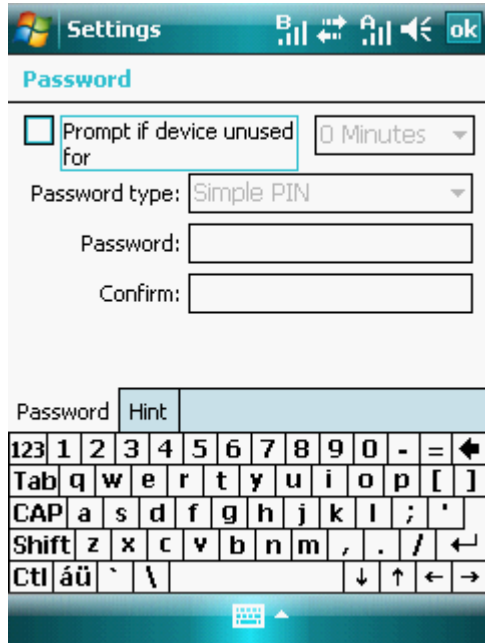 Settings B A ok
Password
Prompt if device unused 0 Minutes
for
Password type: Simple PIN
Password:
Confirm:
Password Hint
123 1 2 3 4 5 6 7 8 9 0 - =
Tab q w e r t y u i o p [ ]
CAP a s d f g h j k l ; '
Shift z x c v b n m , . /
Ctl áü ` \ ↓ ↑ ← →